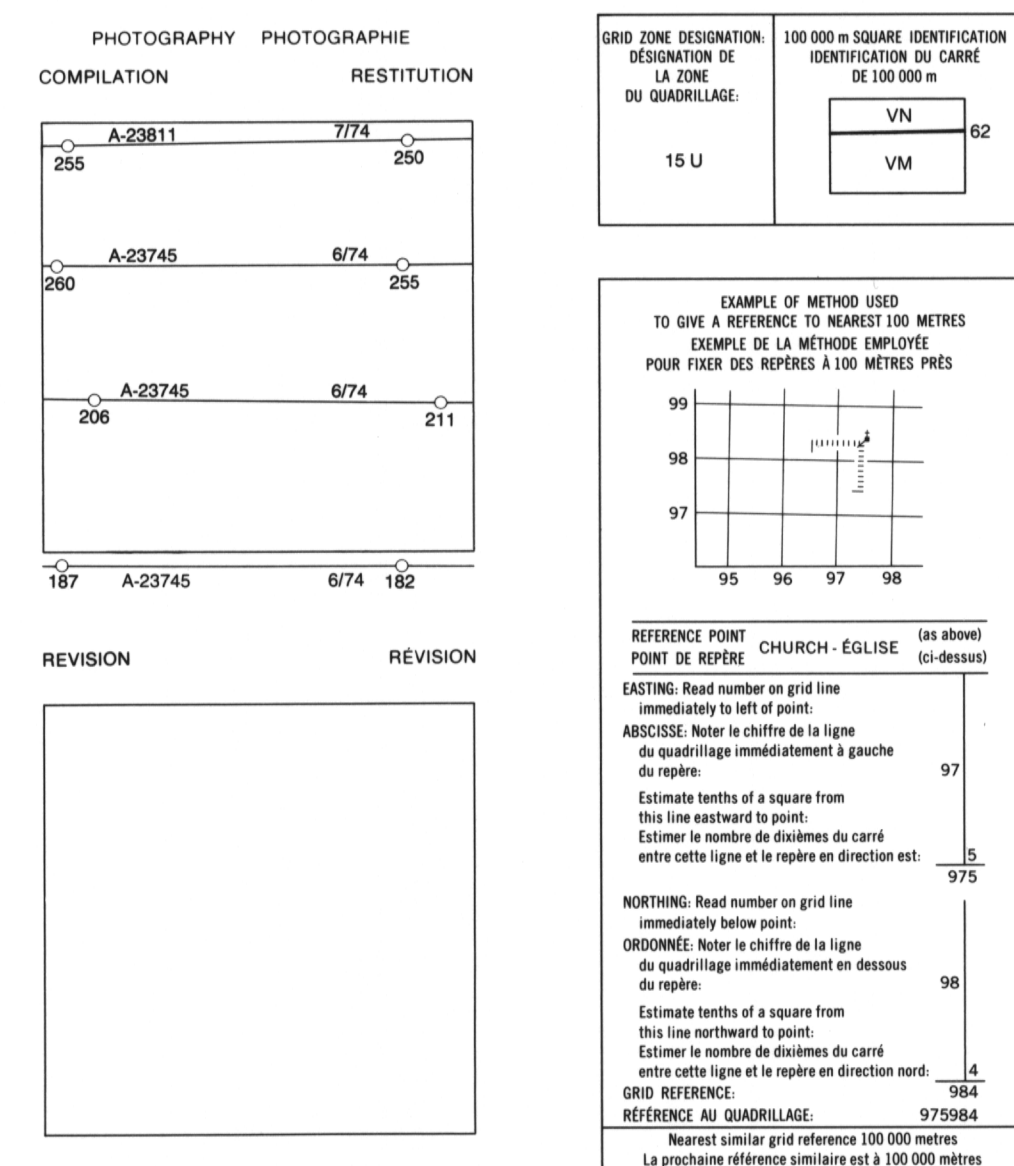 PHOTOGRAPHY PHOTOGRAPHIE
COMPILATION RESTITUTION
A-23811 7/74
255 250
A-23745 6/74
260 255
A-23745 6/74
206 211
187 A-23745 6/74 182
REVISION RÉVISION
GRID ZONE DESIGNATION:
DÉSIGNATION DE
LA ZONE
DU QUADRILLAGE:
15 U
100 000 m SQUARE IDENTIFICATION
IDENTIFICATION DU CARRÉ
DE 100 000 m
VN
62
VM
EXAMPLE OF METHOD USED
TO GIVE A REFERENCE TO NEAREST 100 METRES
EXEMPLE DE LA MÉTHODE EMPLOYÉE
POUR FIXER DES REPÈRES À 100 MÈTRES PRÈS
99
98
97
95 96 97 98
REFERENCE POINT
POINT DE REPÈRE
CHURCH - ÉGLISE
(as above)
(ci-dessus)
EASTING: Read number on grid line
immediately to left of point:
ABSCISSE: Noter le chiffre de la ligne
du quadrillage immédiatement à gauche
du repère: 97
Estimate tenths of a square from
this line eastward to point:
Estimer le nombre de dixièmes du carré
entre cette ligne et le repère en direction est: 5
975
NORTHING: Read number on grid line
immediately below point:
ORDONNÉE: Noter le chiffre de la ligne
du quadrillage immédiatement en dessous
du repère: 98
Estimate tenths of a square from
this line northward to point:
Estimer le nombre de dixièmes du carré
entre cette ligne et le repère en direction nord: 4
GRID REFERENCE: 984
RÉFÉRENCE AU QUADRILLAGE: 975984
Nearest similar grid reference 100 000 metres
La prochaine référence similaire est à 100 000 mètres